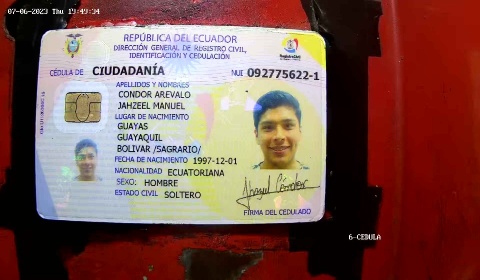 07-06-2023 Thu 19:49:34
REPÚBLICA DEL ECUADOR
DIRECCIÓN GENERAL DE REGISTRO CIVIL,
IDENTIFICACIÓN Y CEDULACIÓN
CÉDULA DE CIUDADANÍA NUI 092775622-1
APELLIDOS Y NOMBRES
CONDOR AREVALO
JAHZEEL MANUEL
LUGAR DE NACIMIENTO
GUAYAS
GUAYAQUIL
BOLIVAR /SAGRARIO/
FECHA DE NACIMIENTO 1997-12-01
NACIONALIDAD ECUATORIANA
SEXO: HOMBRE
ESTADO CIVIL SOLTERO
FIRMA DEL CEDULADO
6-CEDULA